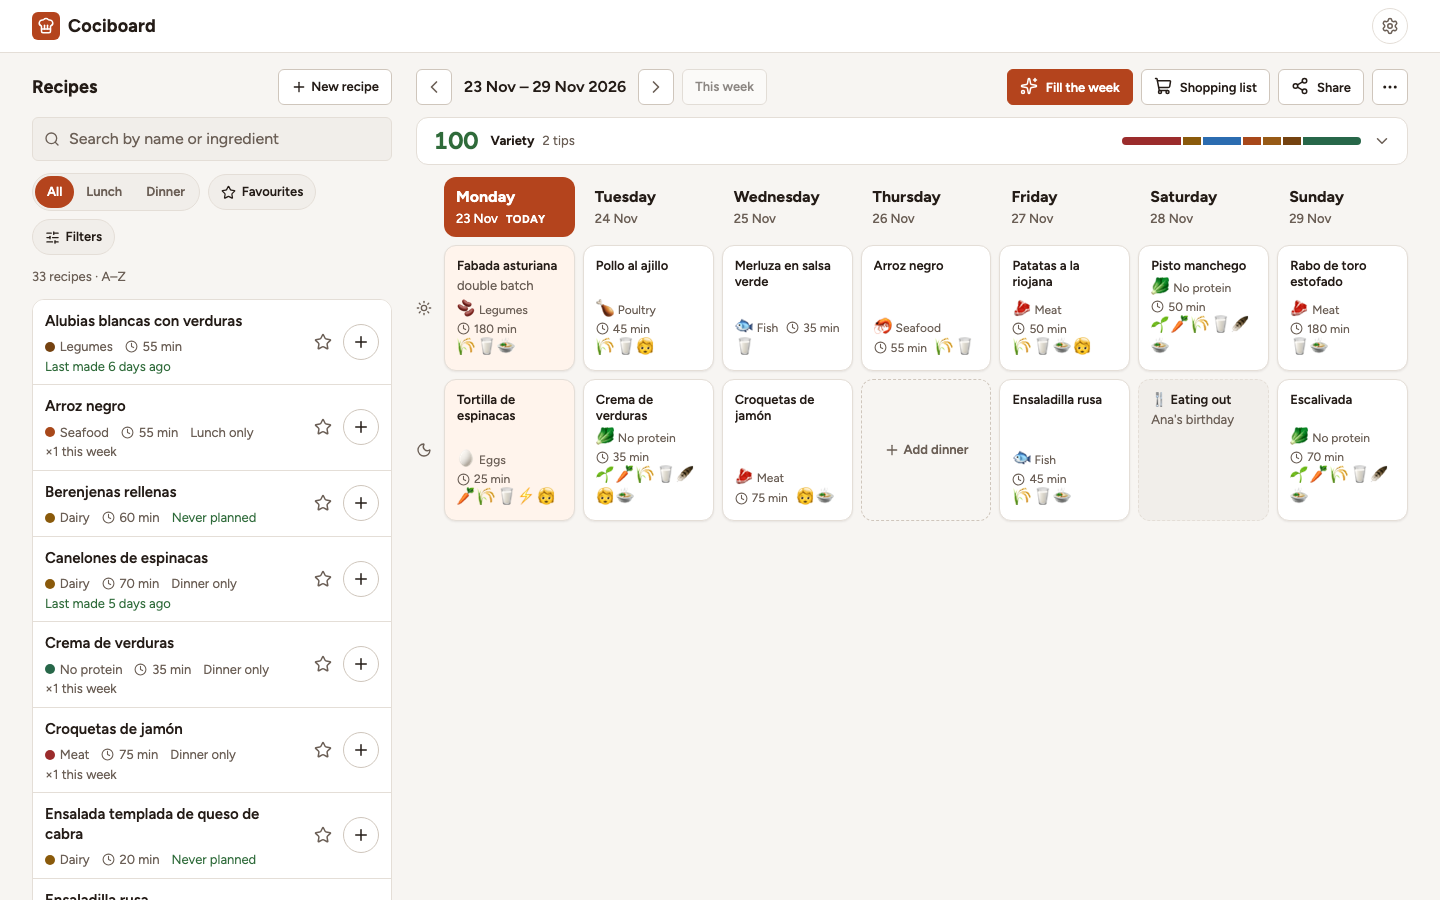 Cociboard
Recipes
New recipe
Search by name or ingredient
All
Lunch
Dinner
Favourites
Filters
33 recipes · A–Z
Alubias blancas con verduras
Legumes 55 min
Last made 6 days ago
Arroz negro
Seafood 55 min Lunch only
×1 this week
Berenjenas rellenas
Dairy 60 min Never planned
Canelones de espinacas
Dairy 70 min Dinner only
Last made 5 days ago
Crema de verduras
No protein 35 min Dinner only
×1 this week
Croquetas de jamón
Meat 75 min Dinner only
×1 this week
Ensalada templada de queso de
cabra
Dairy 20 min Never planned
Ensaladilla rusa
23 Nov – 29 Nov 2026
This week
Fill the week
Shopping list
Share
100 Variety 2 tips
Monday
23 Nov TODAY
Tuesday
24 Nov
Wednesday
25 Nov
Thursday
26 Nov
Friday
27 Nov
Saturday
28 Nov
Sunday
29 Nov
Fabada asturiana
double batch
Legumes
180 min
Pollo al ajillo
Poultry
45 min
Merluza en salsa
verde
Fish 35 min
Arroz negro
Seafood
55 min
Patatas a la
riojana
Meat
50 min
Pisto manchego
No protein
50 min
Rabo de toro
estofado
Meat
180 min
Tortilla de
espinacas
Eggs
25 min
Crema de
verduras
No protein
35 min
Croquetas de
jamón
Meat
75 min
Add dinner
Ensaladilla rusa
Fish
45 min
Eating out
Ana's birthday
Escalivada
No protein
70 min